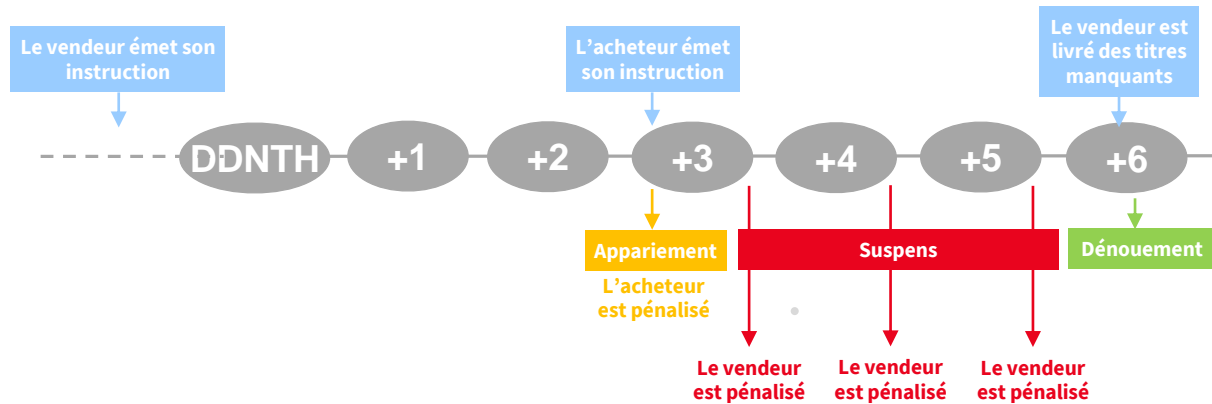 Le vendeur émet son
instruction
L'acheteur émet
son instruction
Le vendeur est
livré des titres
manquants
DDNTH
+1
+2
+3
+4
+5
+6
Appariement
Suspens
Dénouement
L'acheteur
est pénalisé
Le vendeur
est pénalisé
Le vendeur
est pénalisé
Le vendeur
est pénalisé